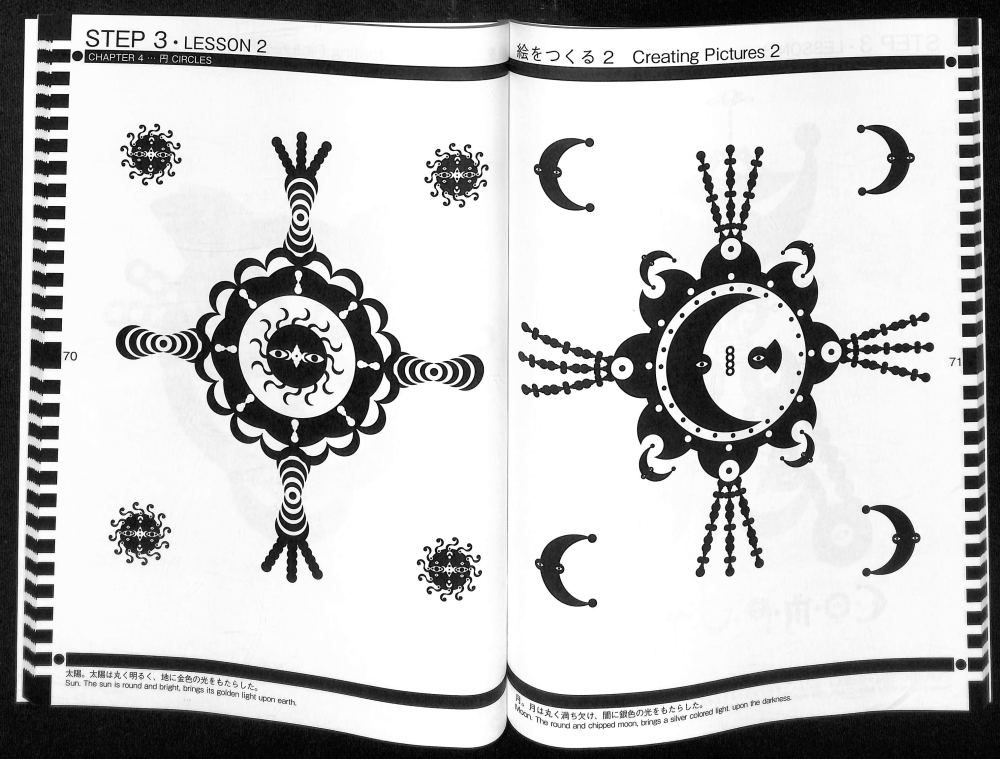 STEP 3・LESSON 2
CHAPTER 4 … 円 CIRCLES
絵をつくる 2 Creating Pictures 2
70
71
太陽。太陽は丸く明るく、地に金色の光をもたらした。
Sun. The sun is round and bright, brings its golden light upon earth.
月。月は丸く満ち欠け、闇に銀色の光をもたらした。
Moon. The round and chipped moon, brings a silver colored light, upon the darkness.